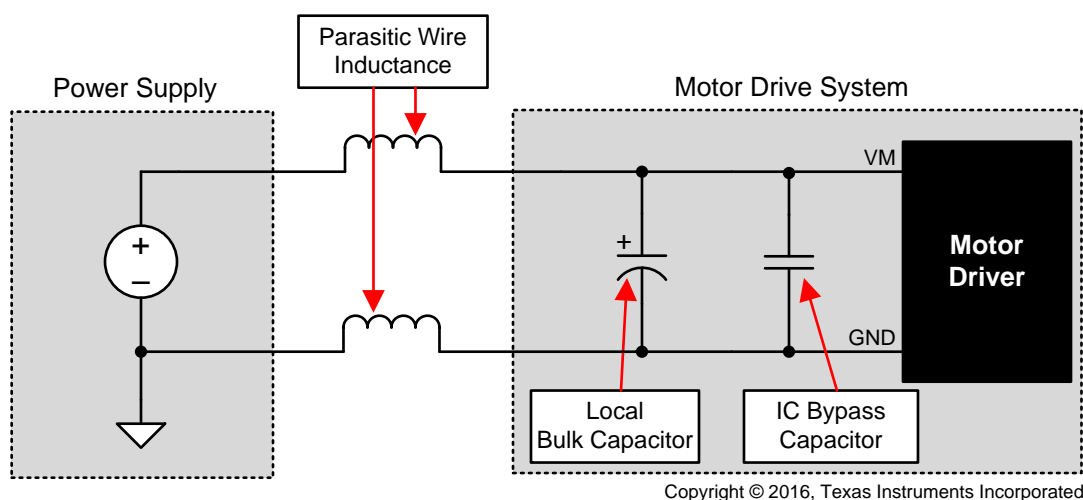 Parasitic Wire
Inductance
Power Supply
Motor Drive System
VM
+
–
+
Motor
Driver
GND
Local
Bulk Capacitor
IC Bypass
Capacitor
Copyright © 2016, Texas Instruments Incorporated